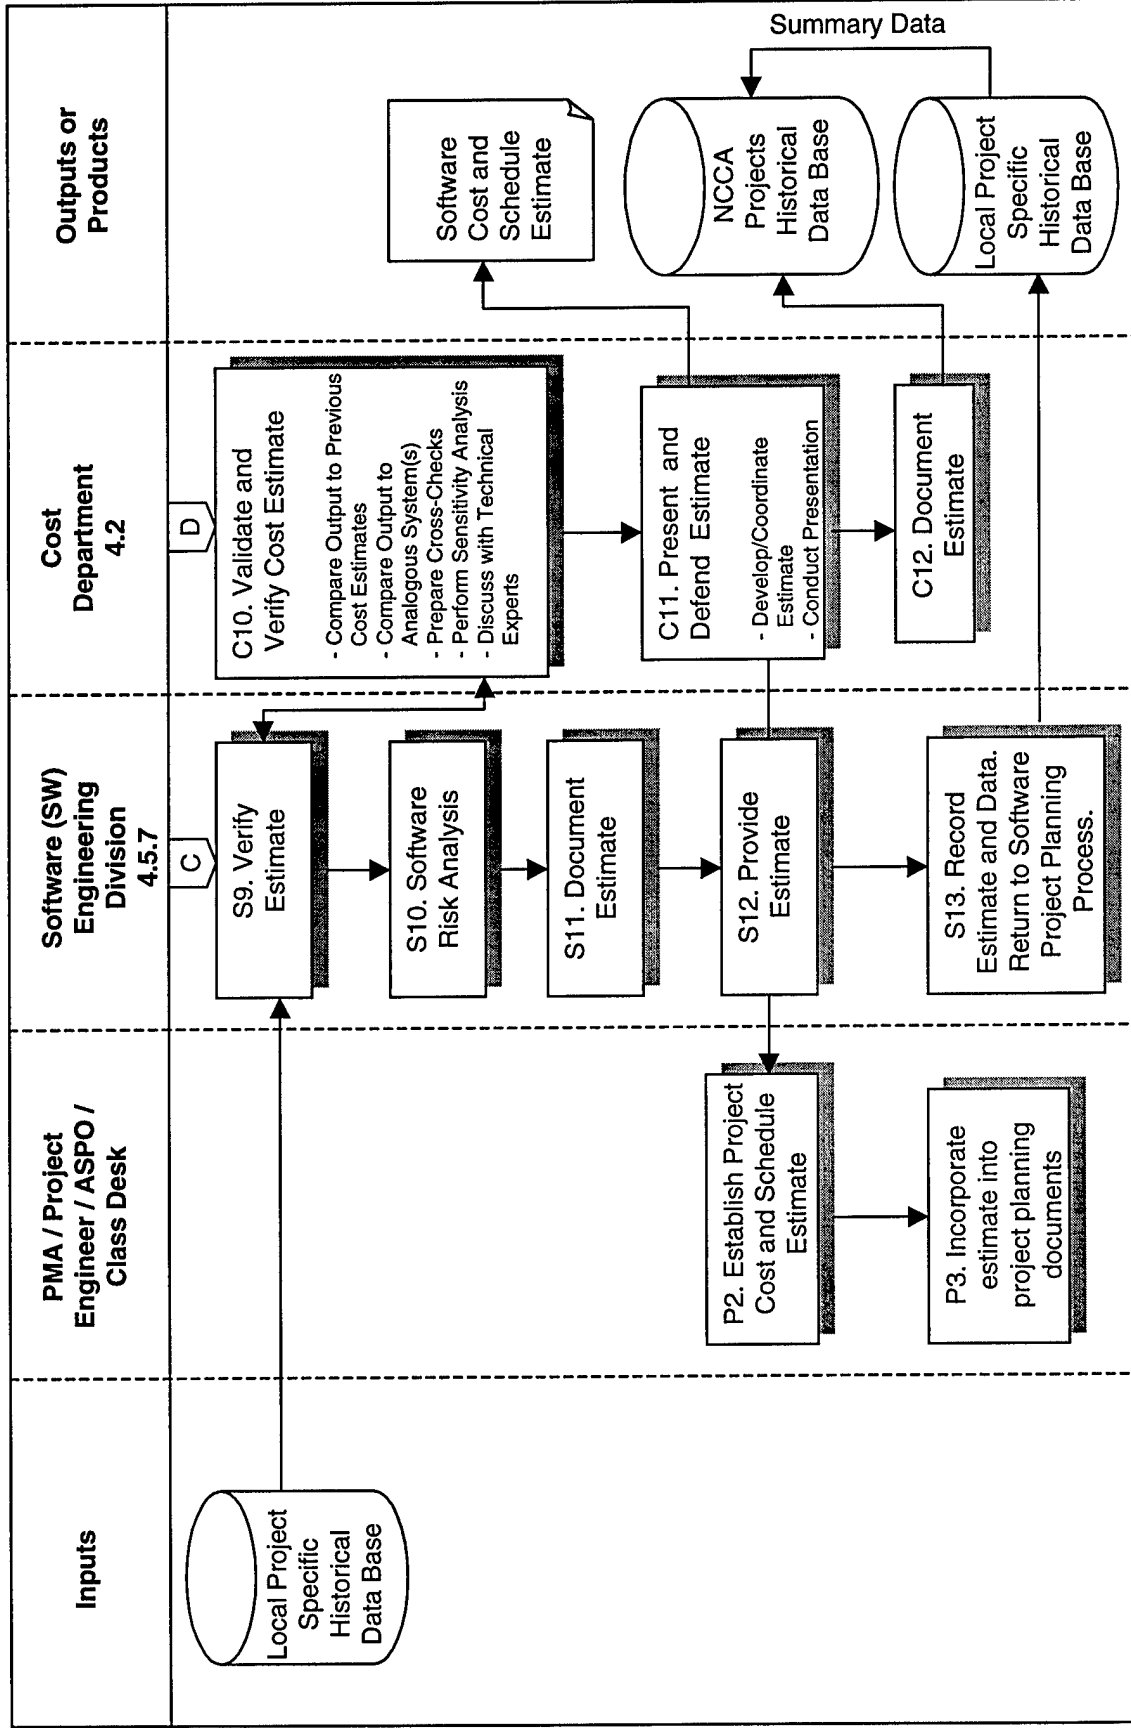 Inputs
PMA / Project
Engineer / ASPO /
Class Desk
Software (SW)
Engineering
Division
4.5.7
Cost
Department
4.2
Outputs or
Products
Local Project
Specific
Historical
Data Base
C
S9. Verify
Estimate
S10. Software
Risk Analysis
S11. Document
Estimate
S12. Provide
Estimate
S13. Record
Estimate and Data.
Return to Software
Project Planning
Process.
P2. Establish Project
Cost and Schedule
Estimate
P3. Incorporate
estimate into
project planning
documents
D
C10. Validate and
Verify Cost Estimate
- Compare Output to Previous
Cost Estimates
- Compare Output to
Analogous System(s)
- Prepare Cross-Checks
- Perform Sensitivity Analysis
- Discuss with Technical
Experts
C11. Present and
Defend Estimate
- Develop/Coordinate
Estimate
- Conduct Presentation
C12. Document
Estimate
Software
Cost and
Schedule
Estimate
NCCA
Projects
Historical
Data Base
Local Project
Specific
Historical
Data Base
Summary Data